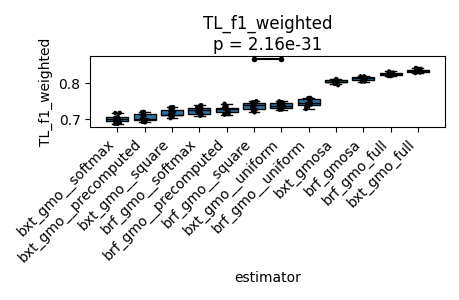 TL_f1_weighted
p = 2.16e-31
TL_f1_weighted
0.8
0.7
bxt_gmo__softmax
bxt_gmo__precomputed
bxt_gmo__square
brf_gmo__softmax
brf_gmo__precomputed
brf_gmo__square
bxt_gmo__uniform
brf_gmo__uniform
bxt_gmosa
brf_gmosa
brf_gmo_full
bxt_gmo_full
estimator